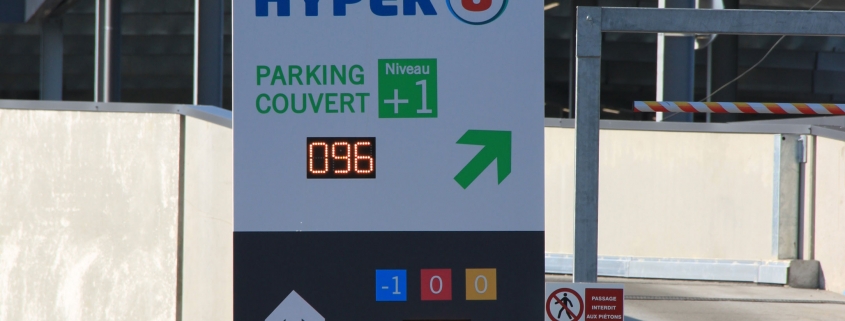 HYPER U
PARKING
COUVERT
Niveau
+1
096
-1 0 0
PASSAGE
INTERDIT
AUX PIÉTONS